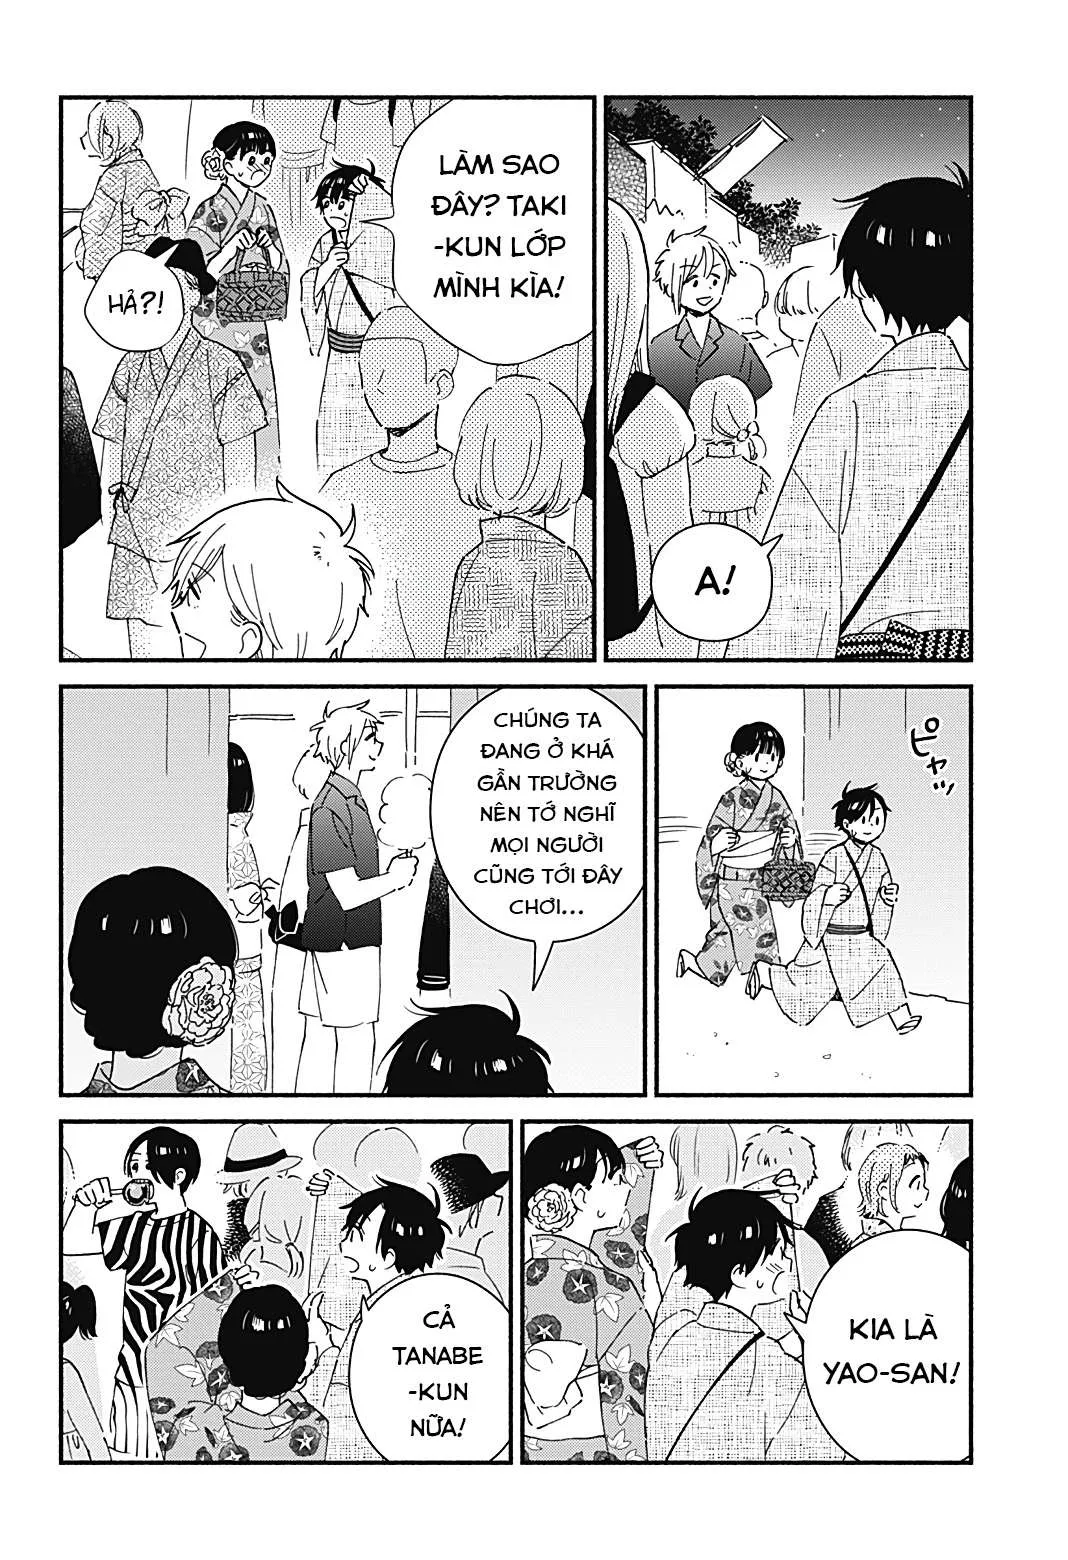 A!
LÀM SAO
ĐÂY? TAKI
-KUN LỚP
MÌNH KÌA!
HẢ?!
ピャッ
CHÚNG TA
ĐANG Ở KHÁ
GẦN TRƯỜNG
NÊN TỚ NGHĨ
MỌI NGƯỜI
CŨNG TỚI ĐÂY
CHƠI...
KIA LÀ
YAO-SAN!
CẢ
TANABE
-KUN
NỮA!